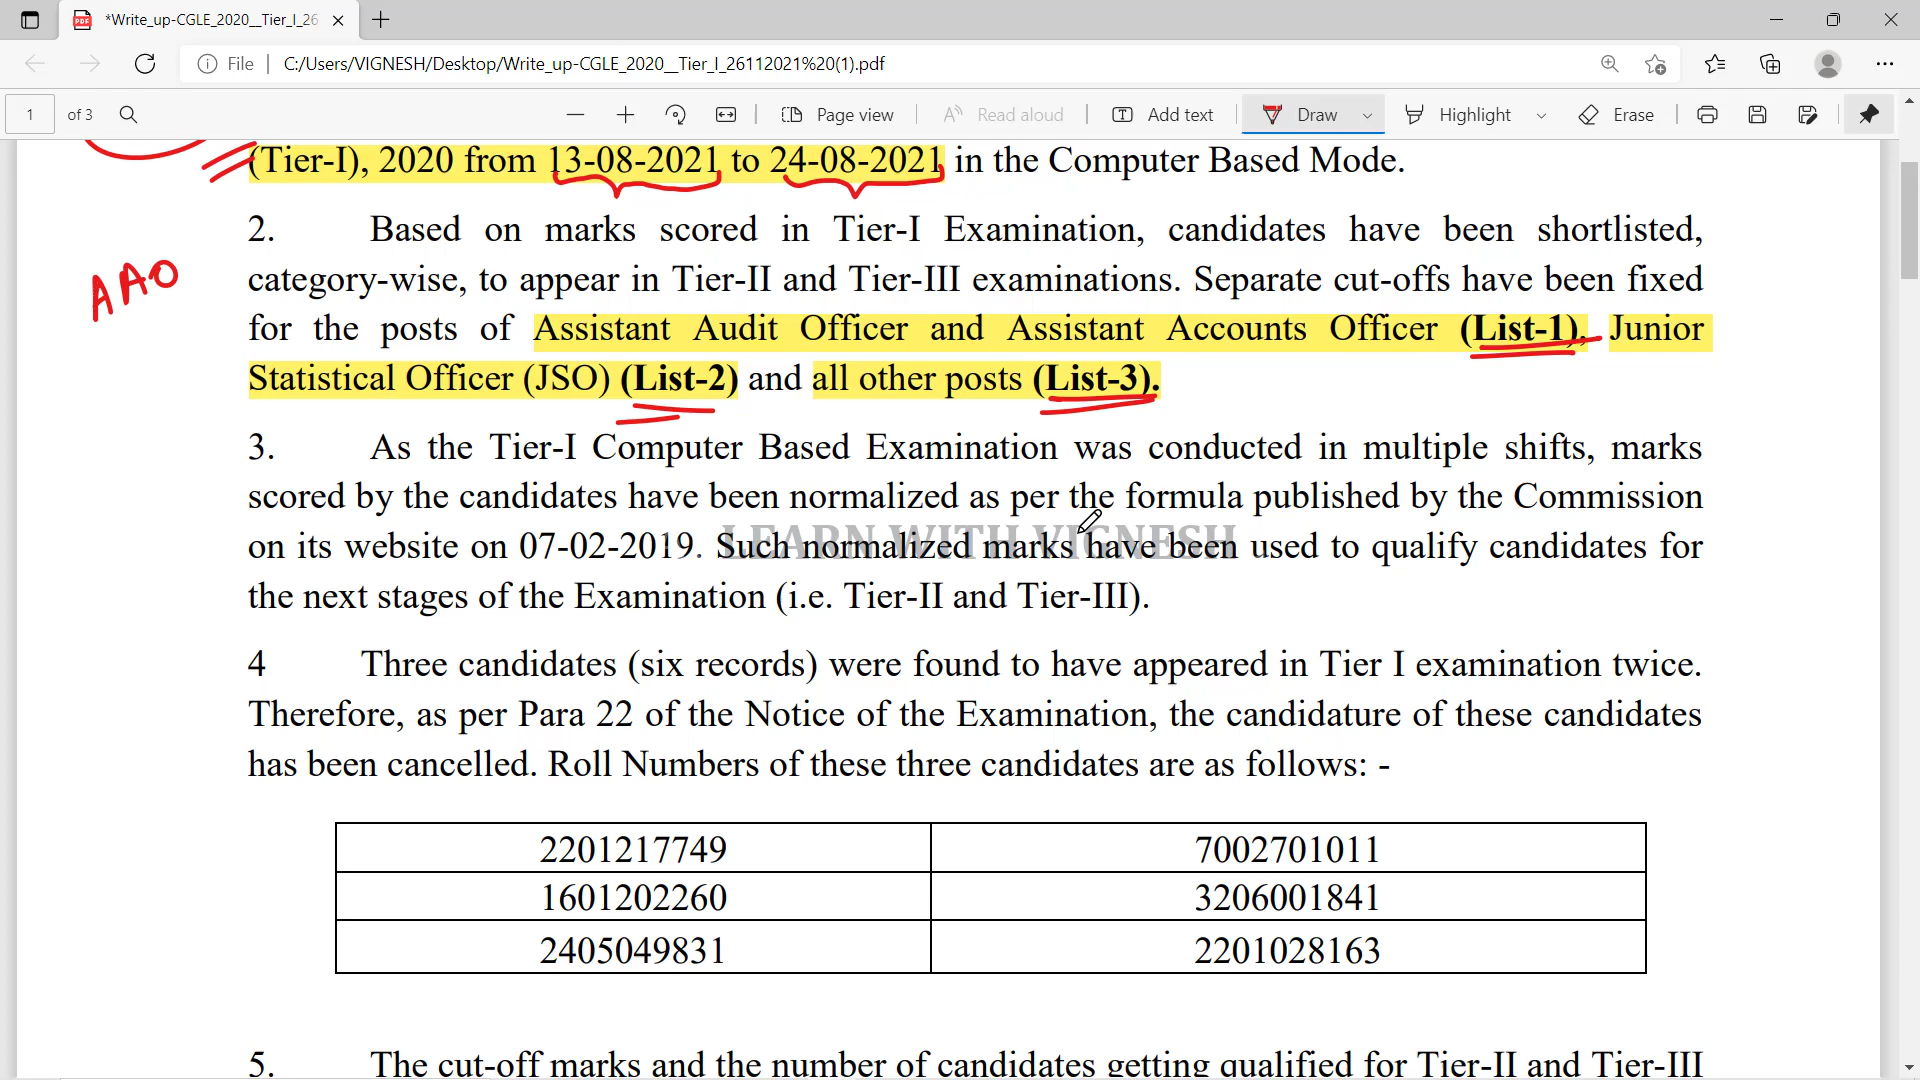 *Write_up-CGLE_2020__Tier_I_26
File
C:/Users/VIGNESH/Desktop/Write_up-CGLE_2020__Tier_I_26112021%20(1).pdf
1 of 3
Page view
Read aloud
Add text
Draw
Highlight
Erase
(Tier-I), 2020 from 13-08-2021 to 24-08-2021 in the Computer Based Mode.
2. Based on marks scored in Tier-I Examination, candidates have been shortlisted,
category-wise, to appear in Tier-II and Tier-III examinations. Separate cut-offs have been fixed
AAO
for the posts of Assistant Audit Officer and Assistant Accounts Officer (List-1), Junior
Statistical Officer (JSO) (List-2) and all other posts (List-3).
3. As the Tier-I Computer Based Examination was conducted in multiple shifts, marks
scored by the candidates have been normalized as per the formula published by the Commission
on its website on 07-02-2019. Such normalized marks have been used to qualify candidates for
LEARN WITH VIGNESH
the next stages of the Examination (i.e. Tier-II and Tier-III).
4 Three candidates (six records) were found to have appeared in Tier I examination twice.
Therefore, as per Para 22 of the Notice of the Examination, the candidature of these candidates
has been cancelled. Roll Numbers of these three candidates are as follows: -
2201217749 7002701011
1601202260 3206001841
2405049831 2201028163
5. The cut-off marks and the number of candidates getting qualified for Tier-II and Tier-III